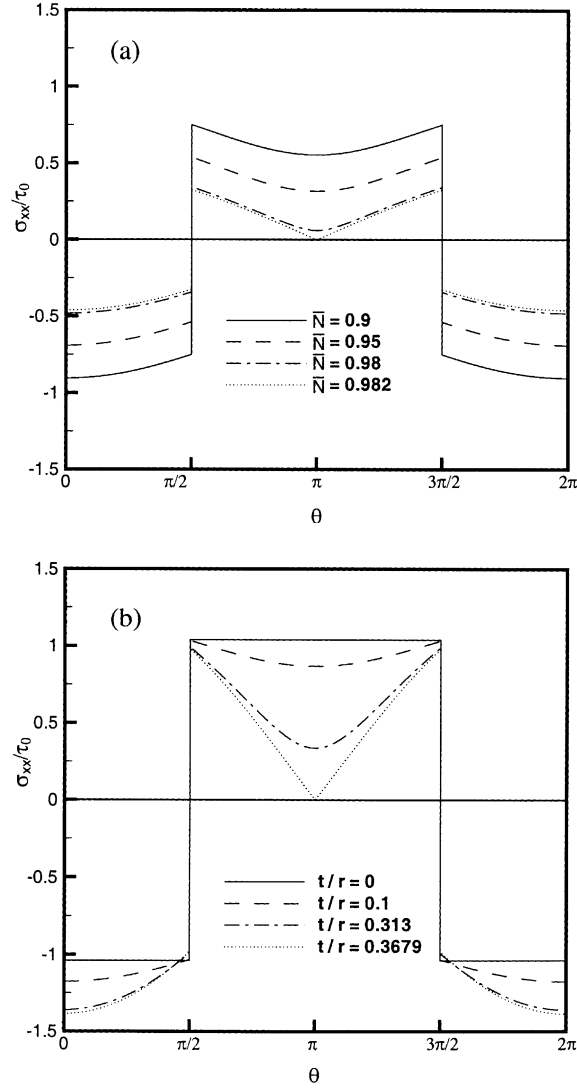 (a)
1.5
1
0.5
0
-0.5
-1
-1.5
σxx/τ0
N̅ = 0.9
N̅ = 0.95
N̅ = 0.98
N̅ = 0.982
0 π/2 π 3π/2 2π
θ
(b)
1.5
1
0.5
0
-0.5
-1
-1.5
σxx/τ0
t / r = 0
t / r = 0.1
t / r = 0.313
t / r = 0.3679
0 π/2 π 3π/2 2π
θ